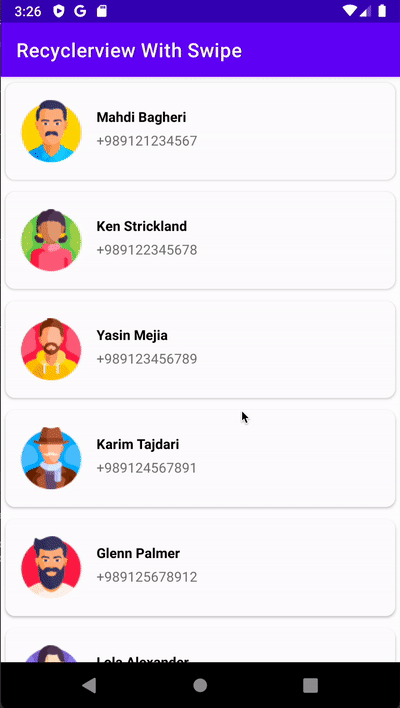 3:26
Recyclerview With Swipe
Mahdi Bagheri
+989121234567
Ken Strickland
+989122345678
Yasin Mejia
+989123456789
Karim Tajdari
+989124567891
Glenn Palmer
+989125678912
Lola Alexander